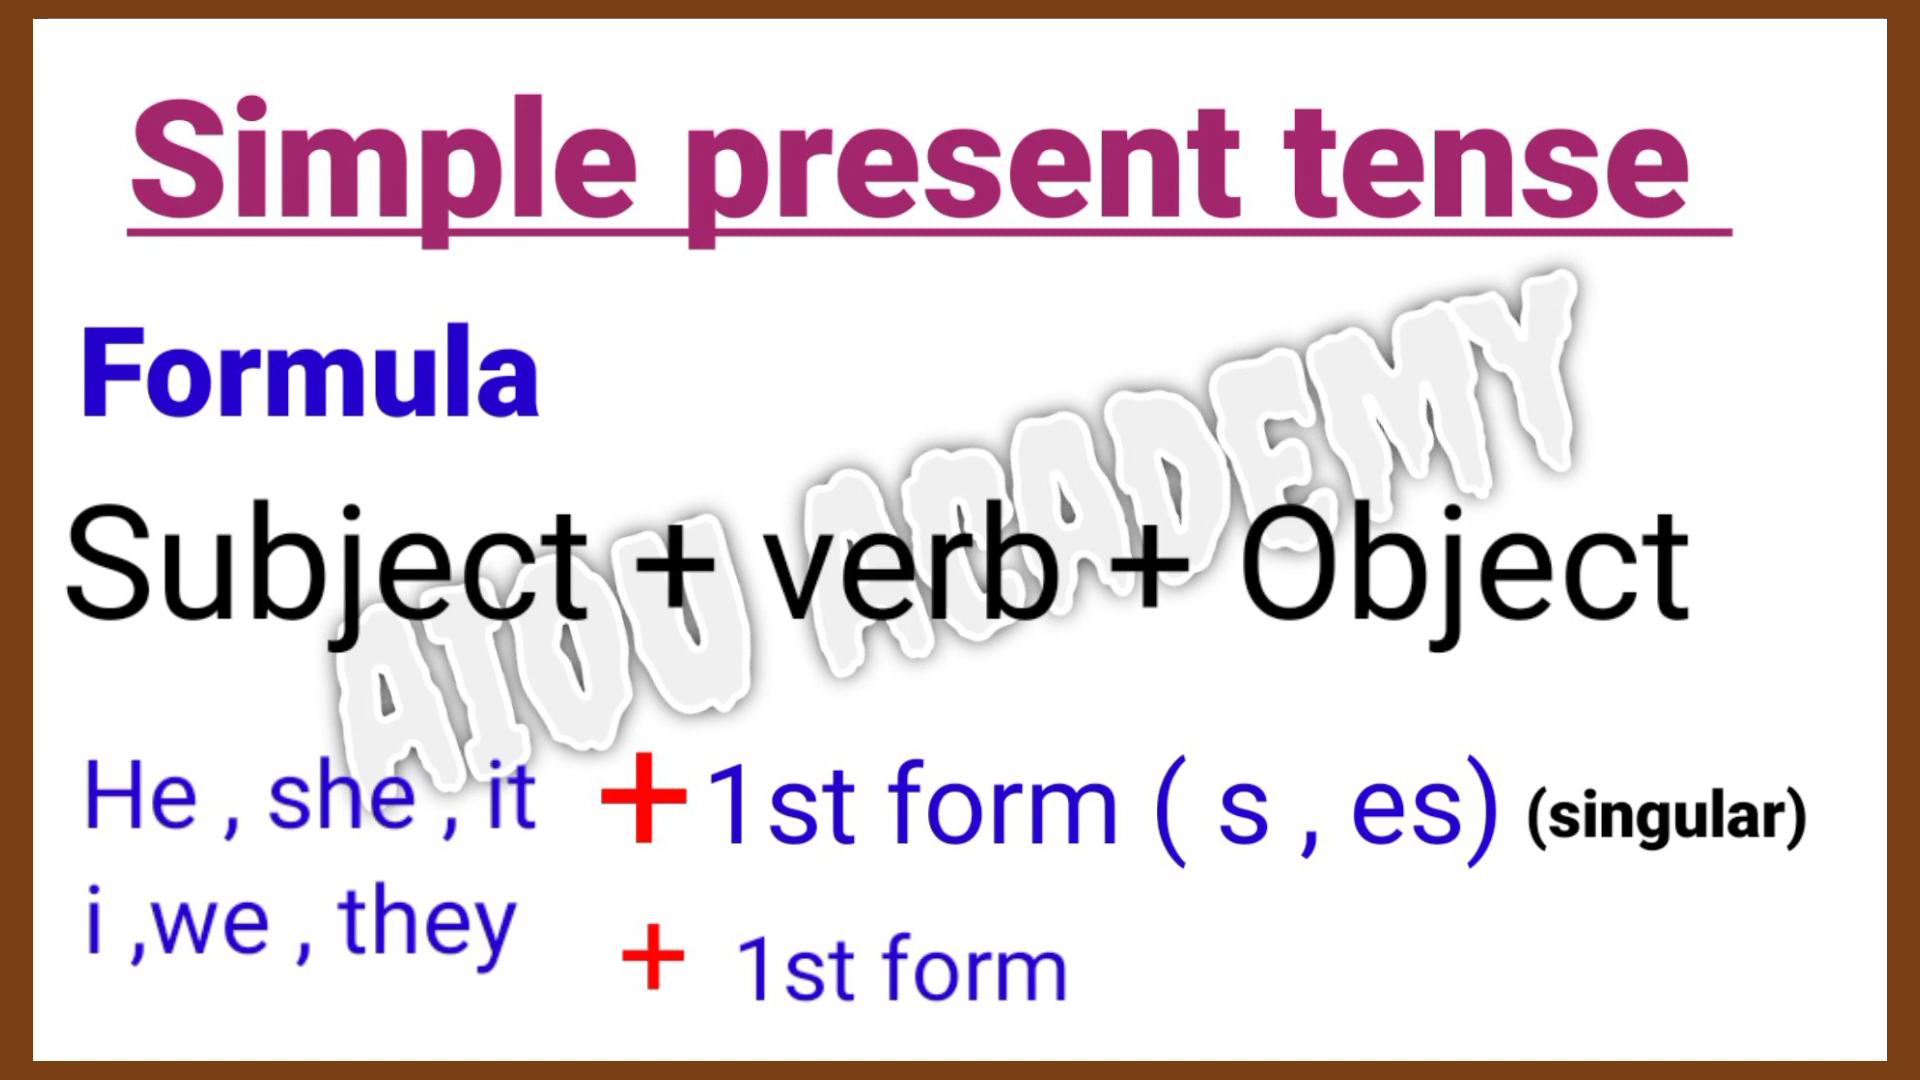 Simple present tense
Formula
Subject + verb + Object
AIOU ACADEMY
He , she , it + 1st form ( s , es) (singular)
i ,we , they + 1st form